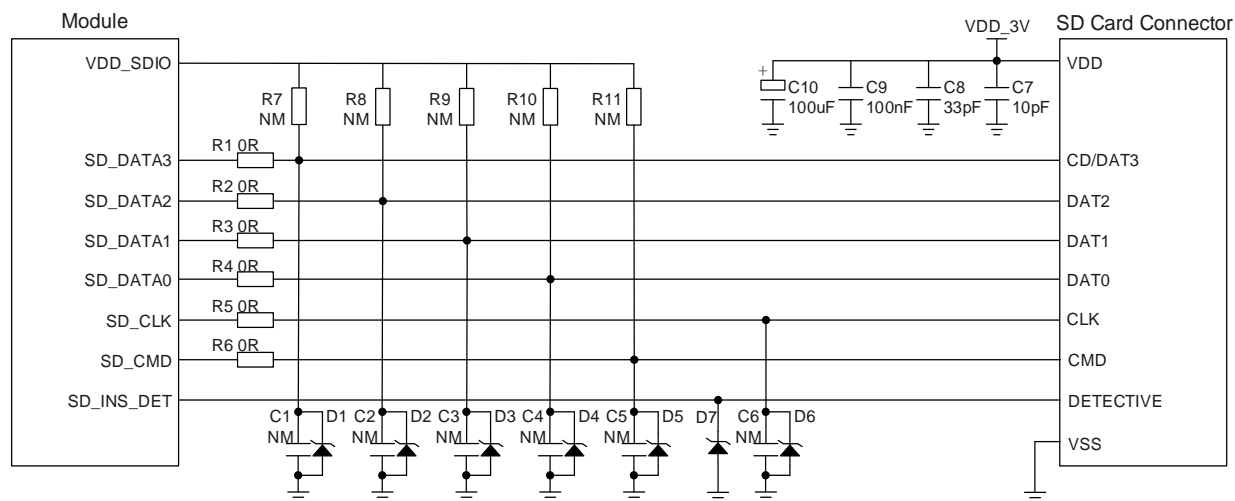 Module
SD Card Connector
VDD_3V
VDD_SDIO
VDD
+
C10
C9
C8
C7
100uF
100nF
33pF
10pF
R7
R8
R9
R10
R11
NM
NM
NM
NM
NM
R1 0R
SD_DATA3
CD/DAT3
R2 0R
SD_DATA2
DAT2
R3 0R
SD_DATA1
DAT1
R4 0R
SD_DATA0
DAT0
R5 0R
SD_CLK
CLK
R6 0R
SD_CMD
CMD
SD_INS_DET
DETECTIVE
C1 D1
C2 D2
C3 D3
C4 D4
C5 D5
D7
C6 D6
NM
NM
NM
NM
NM
NM
VSS